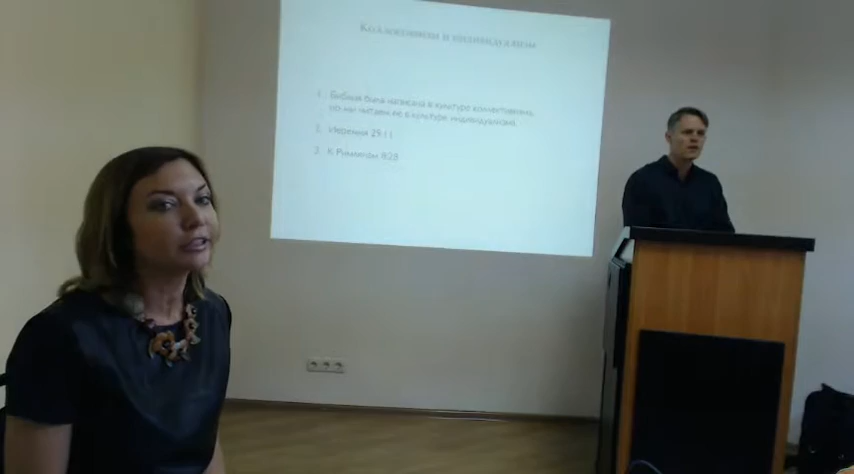 Коллективизм и индивидуализм
1. Библия была написана в культуре коллективизма,
но мы читаем ее в культуре индивидуализма.
2. Иеремия 29:11
3. К Римлянам 8:28